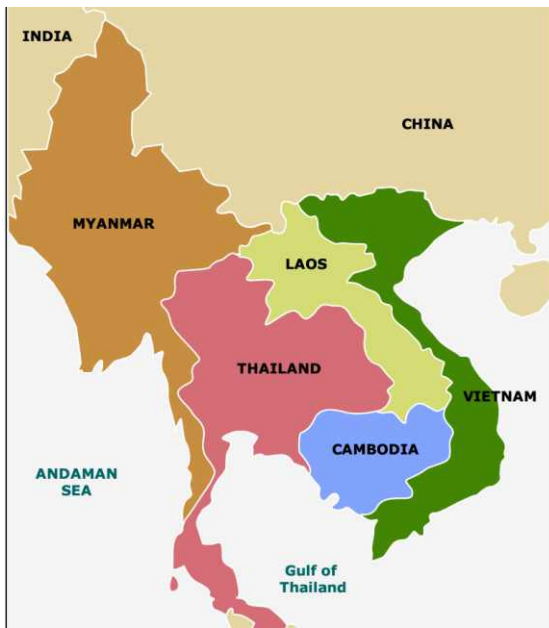 INDIA
CHINA
MYANMAR
LAOS
THAILAND
VIETNAM
CAMBODIA
ANDAMAN
SEA
Gulf of
Thailand